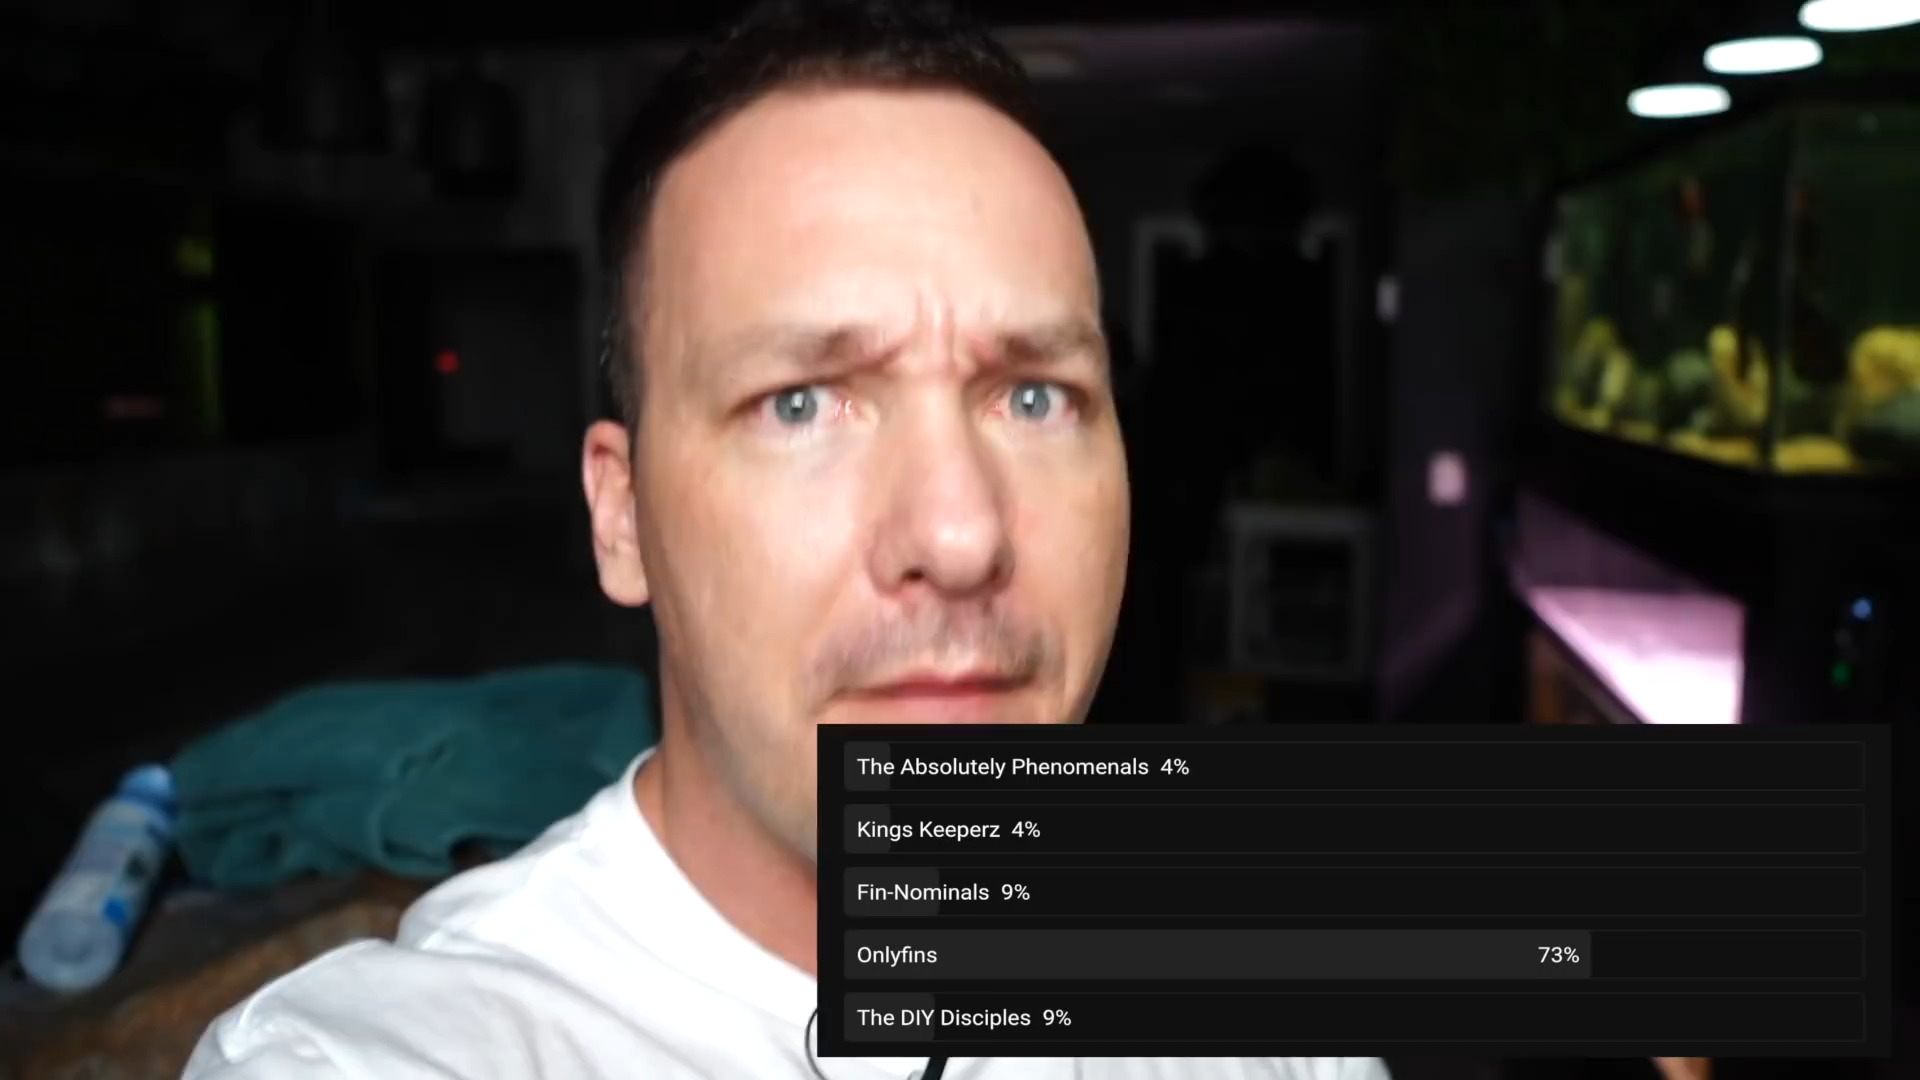 The Absolutely Phenomenals 4%
Kings Keeperz 4%
Fin-Nominals 9%
Onlyfins 73%
The DIY Disciples 9%